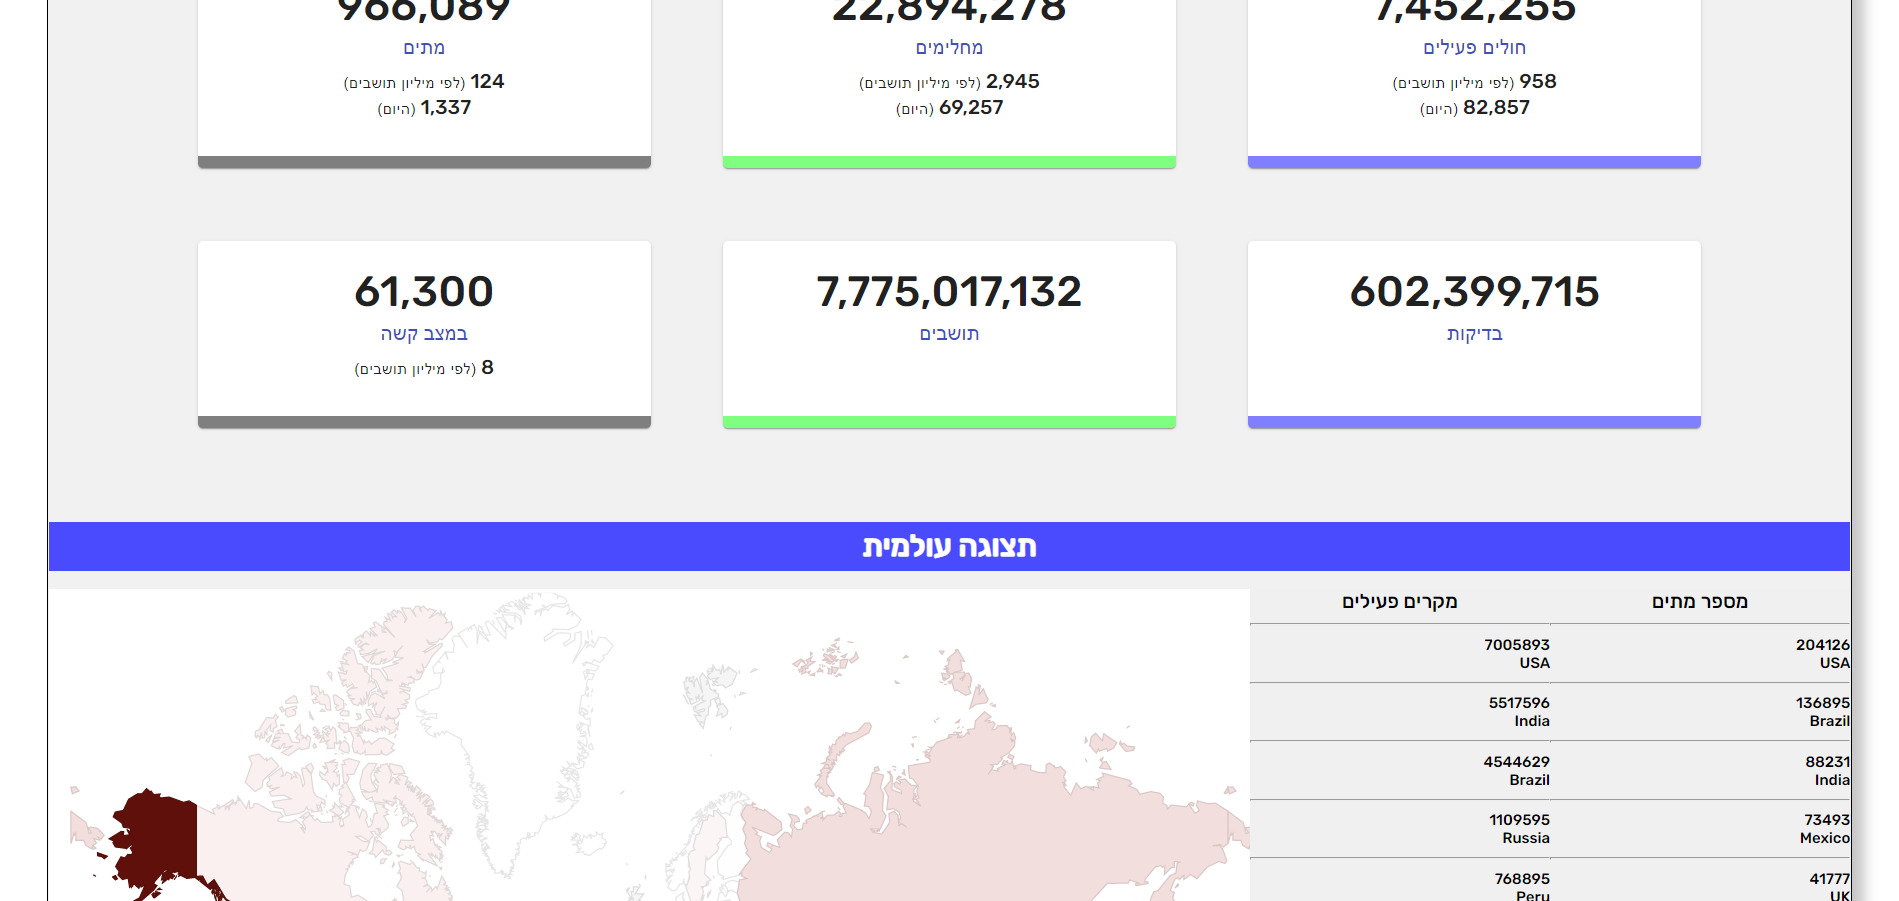 7,452,255
חולים פעילים
958 (לפי מיליון תושבים)
82,857 (היום)
22,894,278
מחלימים
2,945 (לפי מיליון תושבים)
69,257 (היום)
966,089
מתים
124 (לפי מיליון תושבים)
1,337 (היום)
602,399,715
בדיקות
7,775,017,132
תושבים
61,300
במצב קשה
8 (לפי מיליון תושבים)
תצוגה עולמית
מספר מתים
204126
USA
136895
Brazil
88231
India
73493
Mexico
41777
UK
מקרים פעילים
7005893
USA
5517596
India
4544629
Brazil
1109595
Russia
768895
Peru